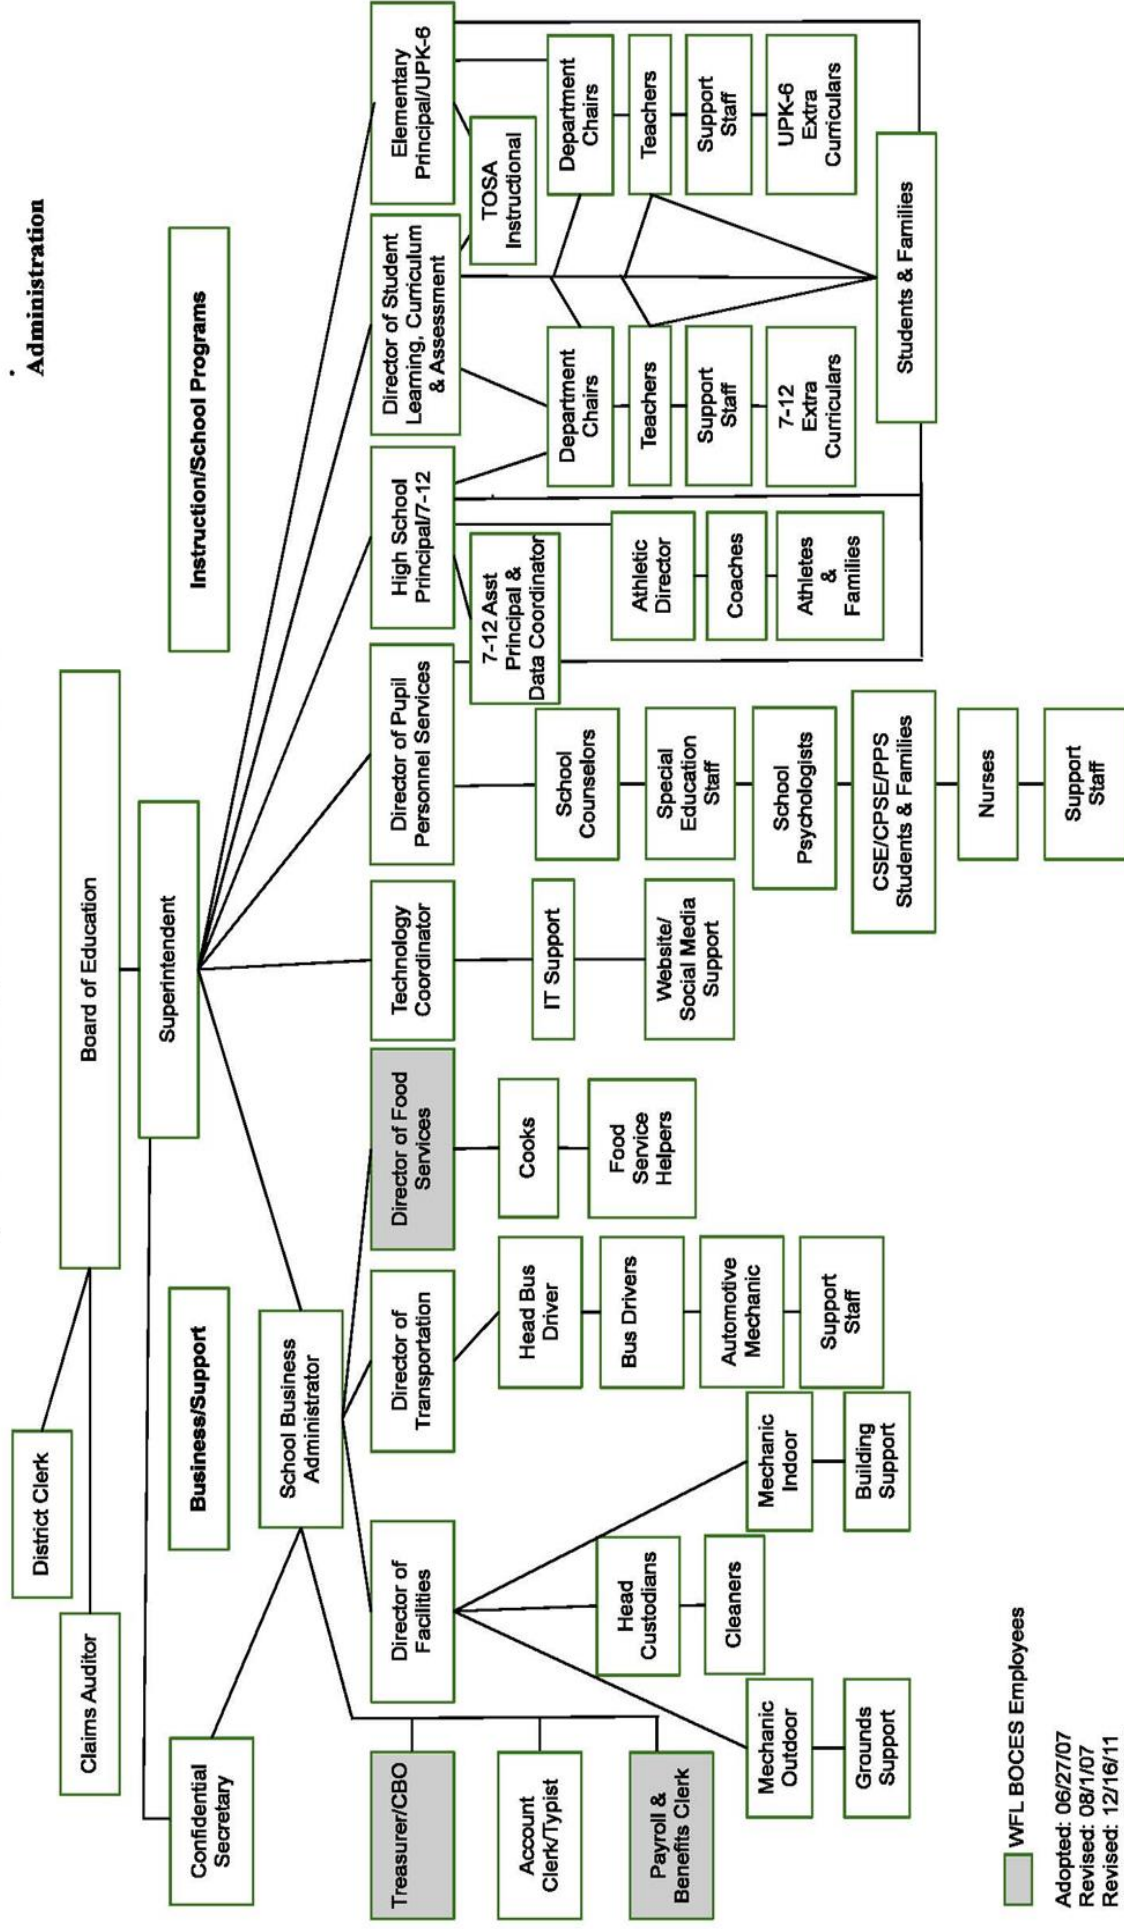 Administration
District Clerk
Claims Auditor
Board of Education
Superintendent
Confidential
Secretary
Business/Support
Instruction/School Programs
School Business
Administrator
Treasurer/CBO
Account
Clerk/Typist
Payroll &
Benefits Clerk
Director of
Facilities
Mechanic
Outdoor
Grounds
Support
Head
Custodians
Cleaners
Mechanic
Indoor
Building
Support
Director of
Transportation
Head Bus
Driver
Bus Drivers
Automotive
Mechanic
Support
Staff
Director of Food
Services
Cooks
Food
Service
Helpers
Technology
Coordinator
IT Support
Website/
Social Media
Support
Director of Pupil
Personnel Services
School
Counselors
Special
Education
Staff
School
Psychologists
CSE/CPSE/PPS
Students & Families
Nurses
Support
Staff
High School
Principal/7-12
7-12 Asst
Principal &
Data Coordinator
Athletic
Director
Coaches
Athletes
&
Families
Director of Student
Learning, Curriculum
& Assessment
Department
Chairs
Teachers
Support
Staff
7-12
Extra
Curriculars
Elementary
Principal/UPK-6
TOSA
Instructional
Department
Chairs
Teachers
Support
Staff
UPK-6
Extra
Curriculars
Students & Families
WFL BOCES Employees
Adopted: 06/27/07
Revised: 08/1/07
Revised: 12/16/11